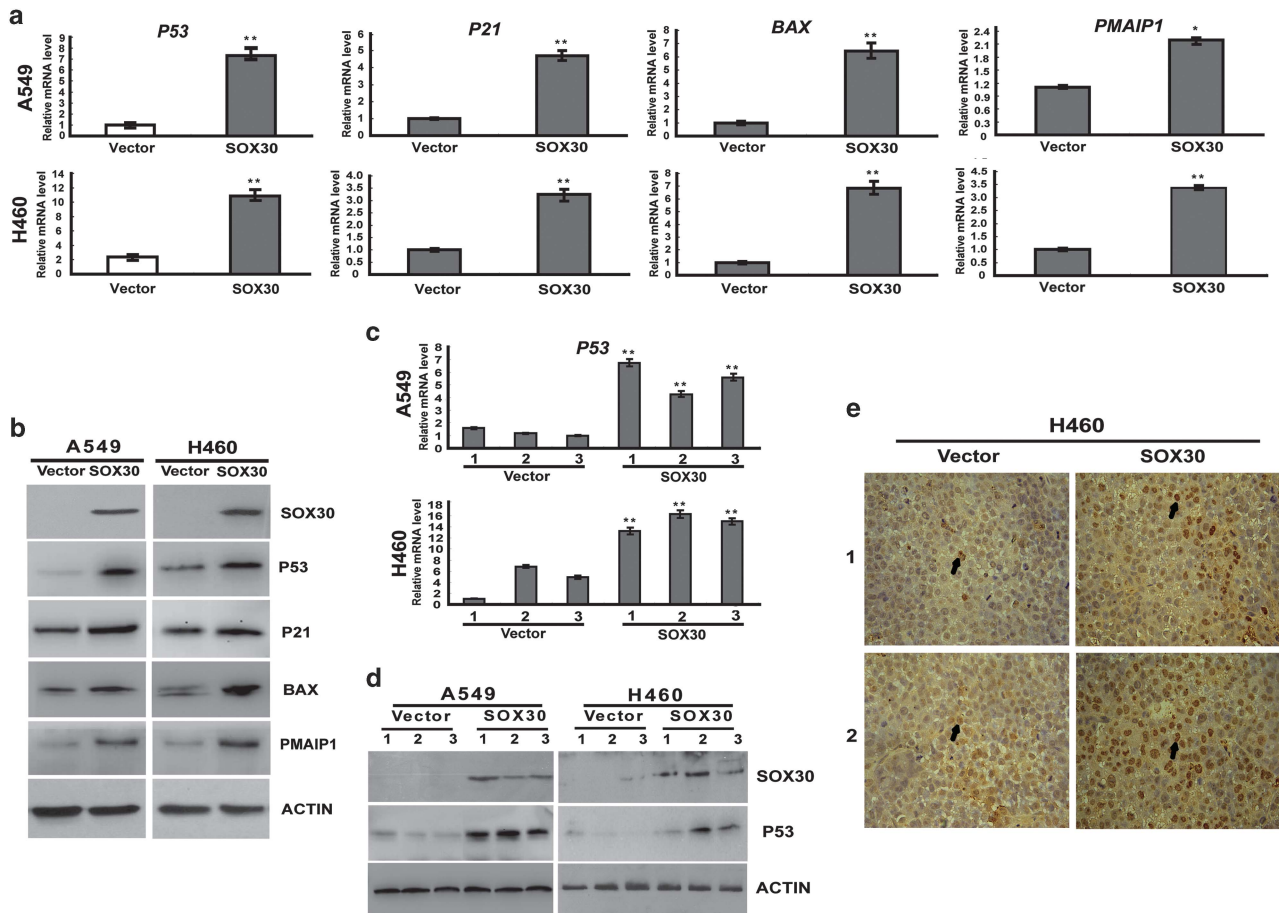 a
P53
P21
BAX
PMAIP1
A549
Relative mRNA level
8
7
6
5
4
3
2
1
0
**
Vector SOX30
Relative mRNA level
6
5
4
3
2
1
0
**
Vector SOX30
Relative mRNA level
8
7
6
5
4
3
2
1
0
**
Vector SOX30
Relative mRNA level
2.4
2.1
1.8
1.5
1.2
0.9
0.6
0.3
0
*
Vector SOX30
H460
Relative mRNA level
14
12
10
8
6
4
2
0
**
Vector SOX30
Relative mRNA level
4.0
3.5
3.0
2.5
2.0
1.5
1.0
0.5
0
**
Vector SOX30
Relative mRNA level
8
7
6
5
4
3
2
1
0
**
Vector SOX30
Relative mRNA level
4.0
3.5
3.0
2.5
2.0
1.5
1.0
0.5
0
**
Vector SOX30
b
A549 H460
Vector SOX30 Vector SOX30
SOX30
P53
P21
BAX
PMAIP1
ACTIN
c
P53
A549
Relative mRNA level
8
7
6
5
4
3
2
1
0
** ** **
1 2 3 1 2 3
Vector SOX30
H460
Relative mRNA level
18
16
14
12
10
8
6
4
2
0
** ** **
1 2 3 1 2 3
Vector SOX30
d
A549 H460
Vector SOX30 Vector SOX30
1 2 3 1 2 3 1 2 3 1 2 3
SOX30
P53
ACTIN
e
H460
Vector SOX30
1
2